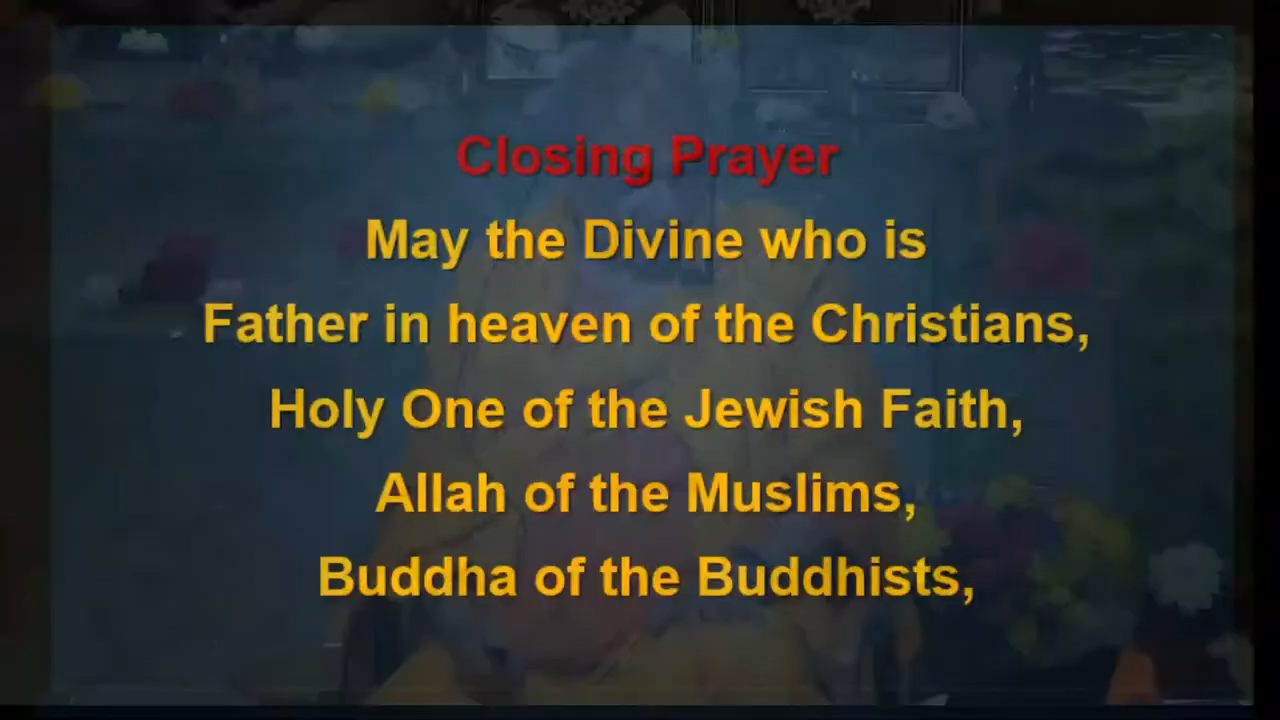 Closing Prayer
May the Divine who is
Father in heaven of the Christians,
Holy One of the Jewish Faith,
Allah of the Muslims,
Buddha of the Buddhists,